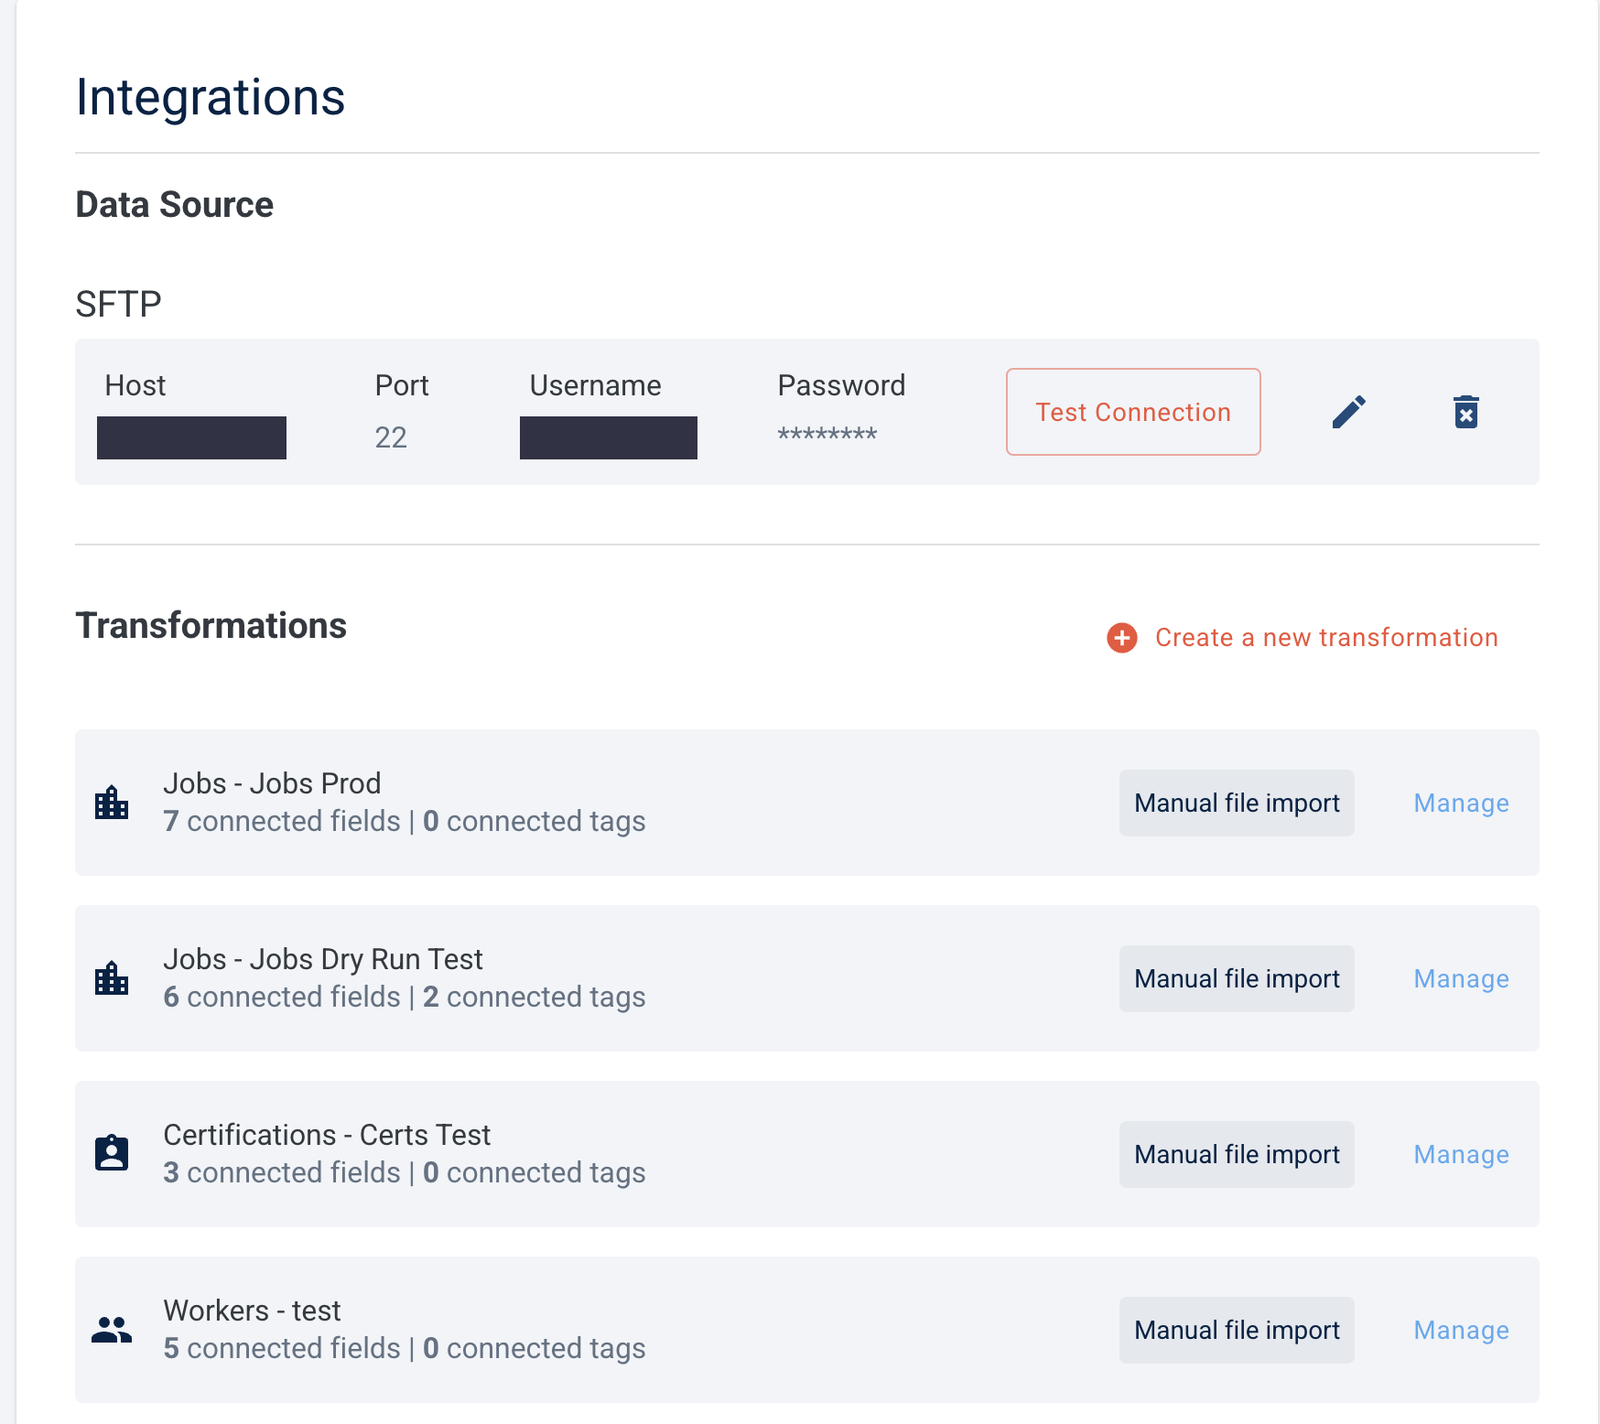 Integrations
Data Source
SFTP
Host Port Username Password
22 ******** Test Connection
Transformations
Create a new transformation
Jobs - Jobs Prod
7 connected fields | 0 connected tags
Manual file import Manage
Jobs - Jobs Dry Run Test
6 connected fields | 2 connected tags
Manual file import Manage
Certifications - Certs Test
3 connected fields | 0 connected tags
Manual file import Manage
Workers - test
5 connected fields | 0 connected tags
Manual file import Manage